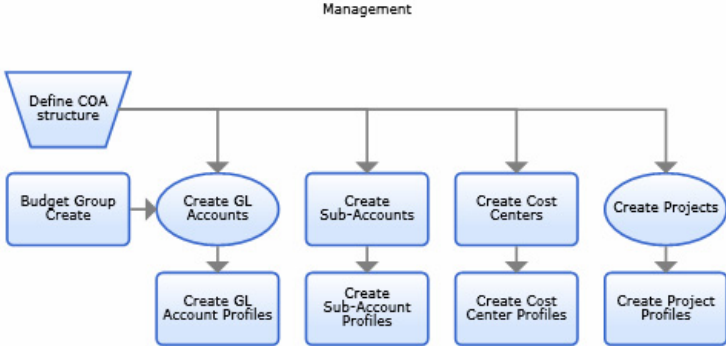 Management
Define COA
structure
Budget Group
Create
Create GL
Accounts
Create
Sub-Accounts
Create Cost
Centers
Create Projects
Create GL
Account Profiles
Create
Sub-Account
Profiles
Create Cost
Center Profiles
Create Project
Profiles